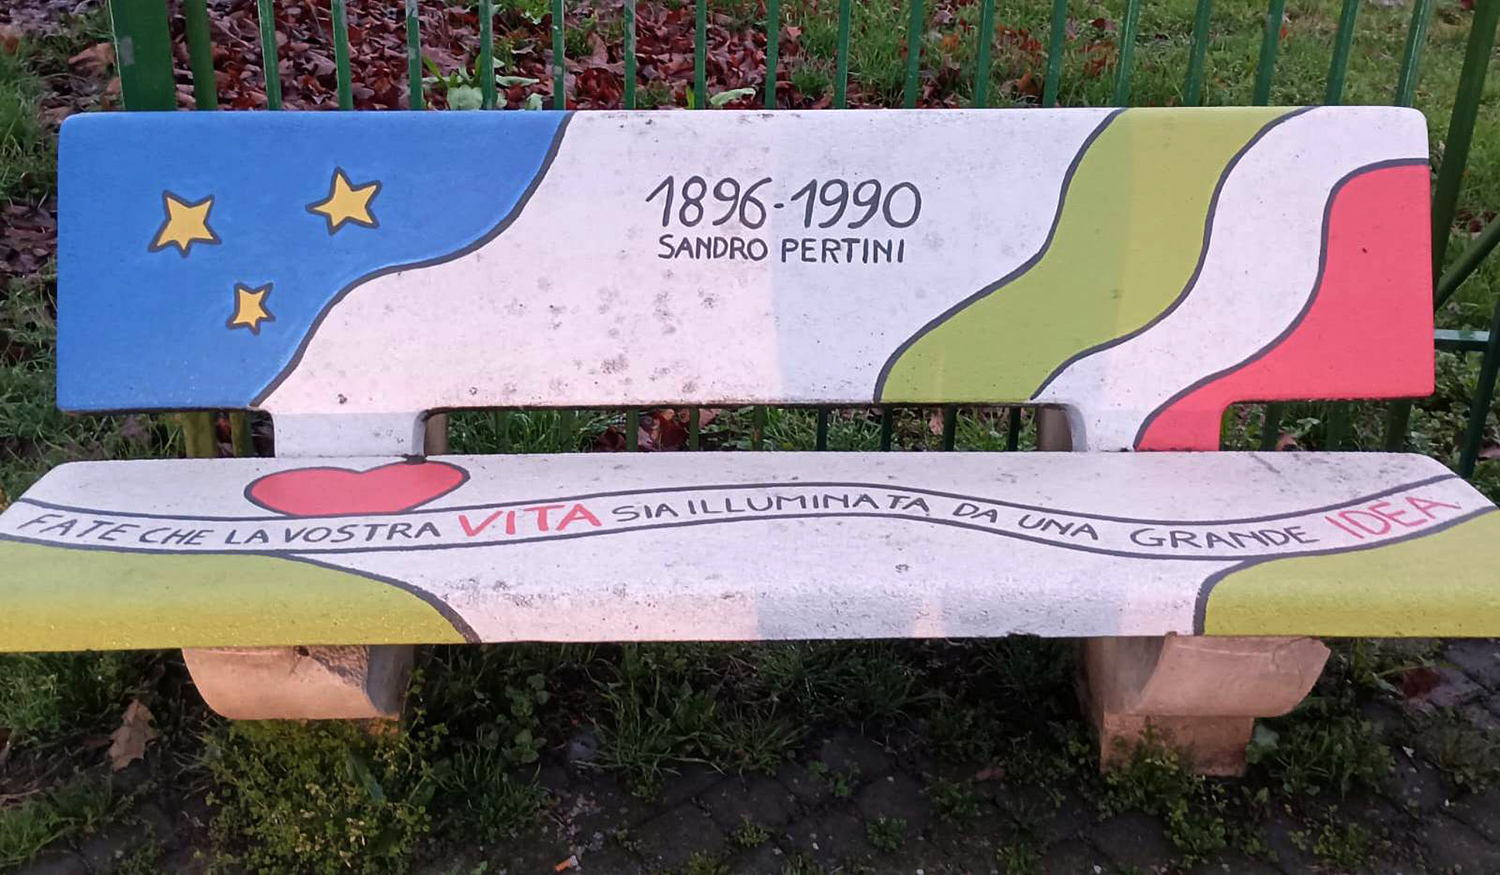 1896-1990
SANDRO PERTINI
FATE CHE LA VOSTRA VITA SIA ILLUMINATA DA UNA GRANDE IDEA